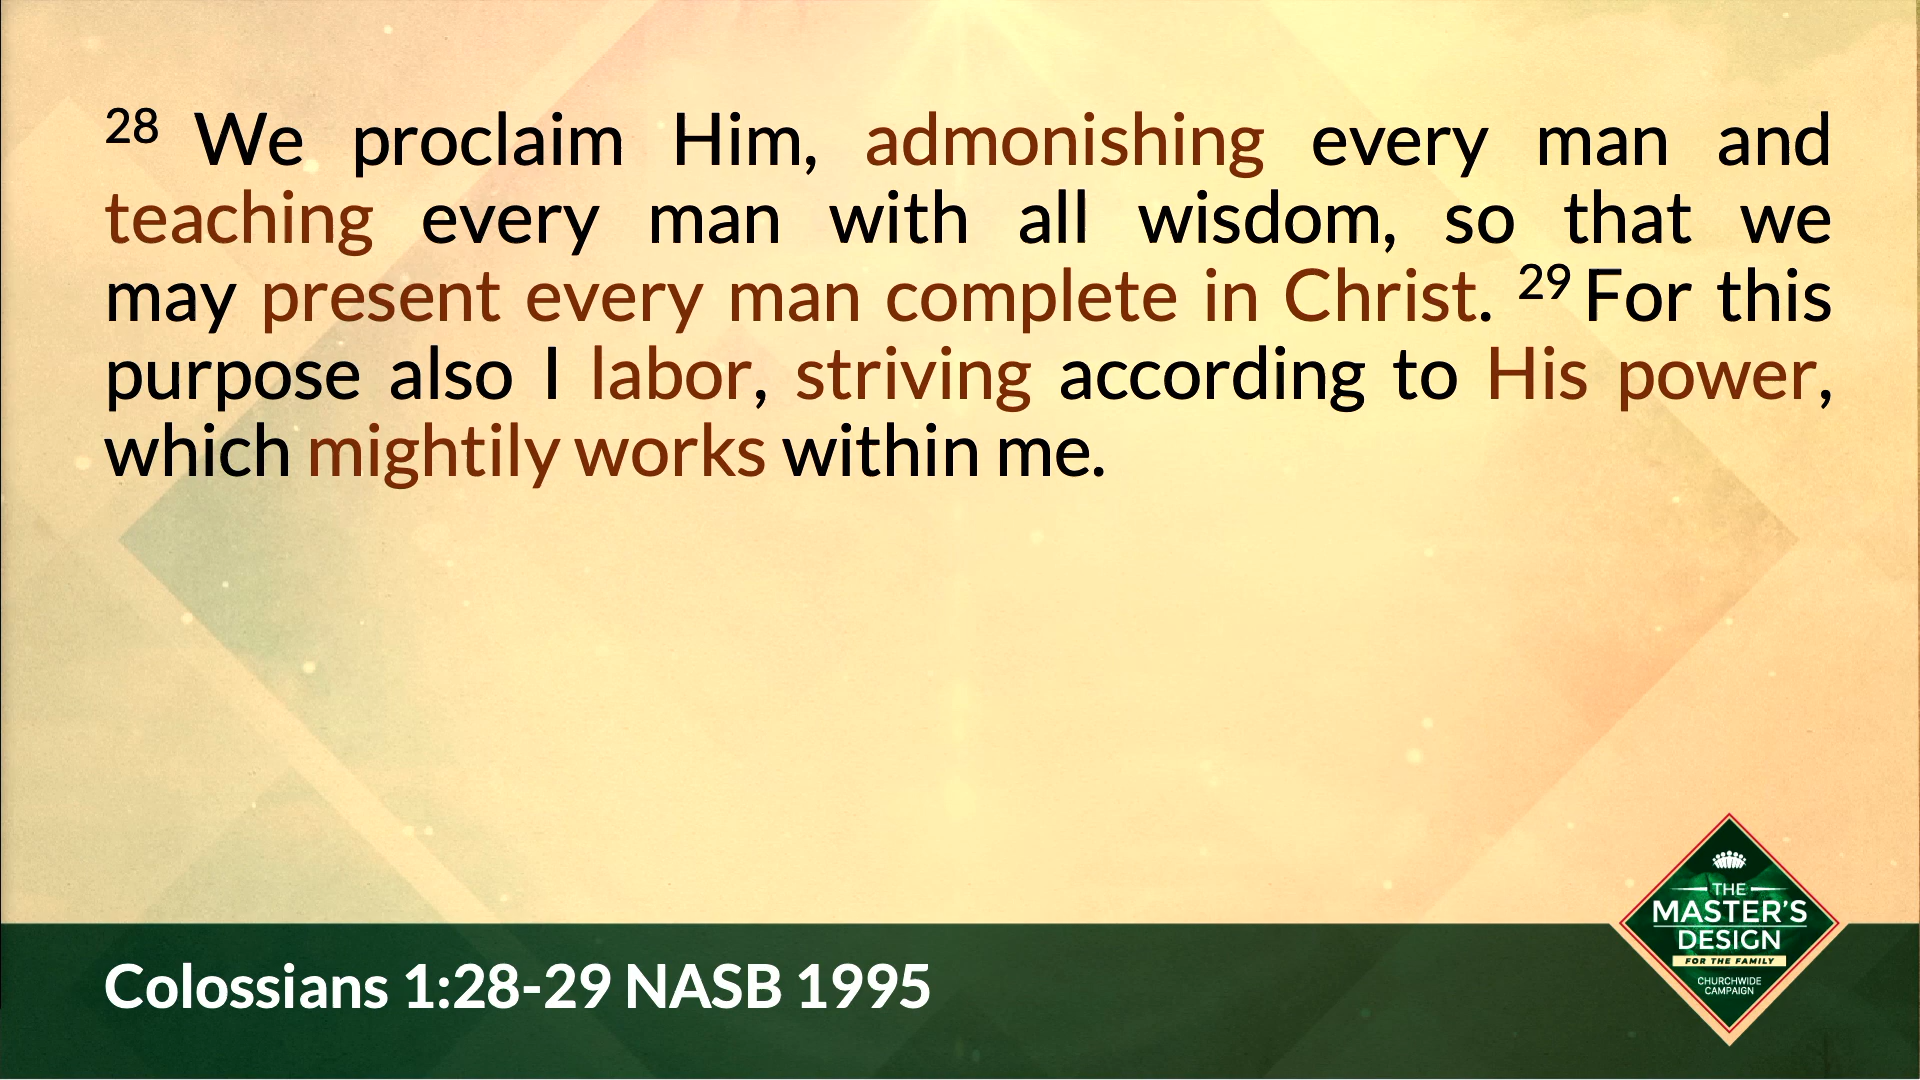 28 We proclaim Him, admonishing every man and
teaching every man with all wisdom, so that we
may present every man complete in Christ. 29 For this
purpose also I labor, striving according to His power,
which mightily works within me.
THE
MASTER'S
DESIGN
FOR THE FAMILY
CHURCHWIDE
CAMPAIGN
Colossians 1:28-29 NASB 1995